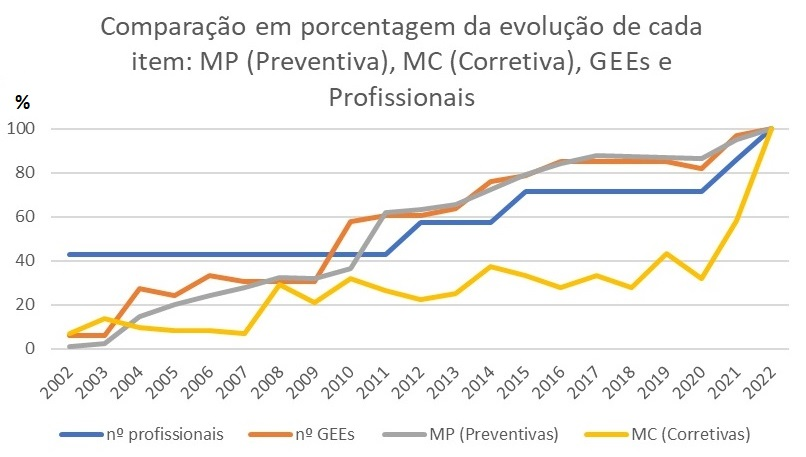 Comparação em porcentagem da evolução de cada
item: MP (Preventiva), MC (Corretiva), GEEs e
Profissionais
%
100
80
60
40
20
0
2002 2003 2004 2005 2006 2007 2008 2009 2010 2011 2012 2013 2014 2015 2016 2017 2018 2019 2020 2021 2022
nº profissionais nº GEEs MP (Preventivas) MC (Corretivas)